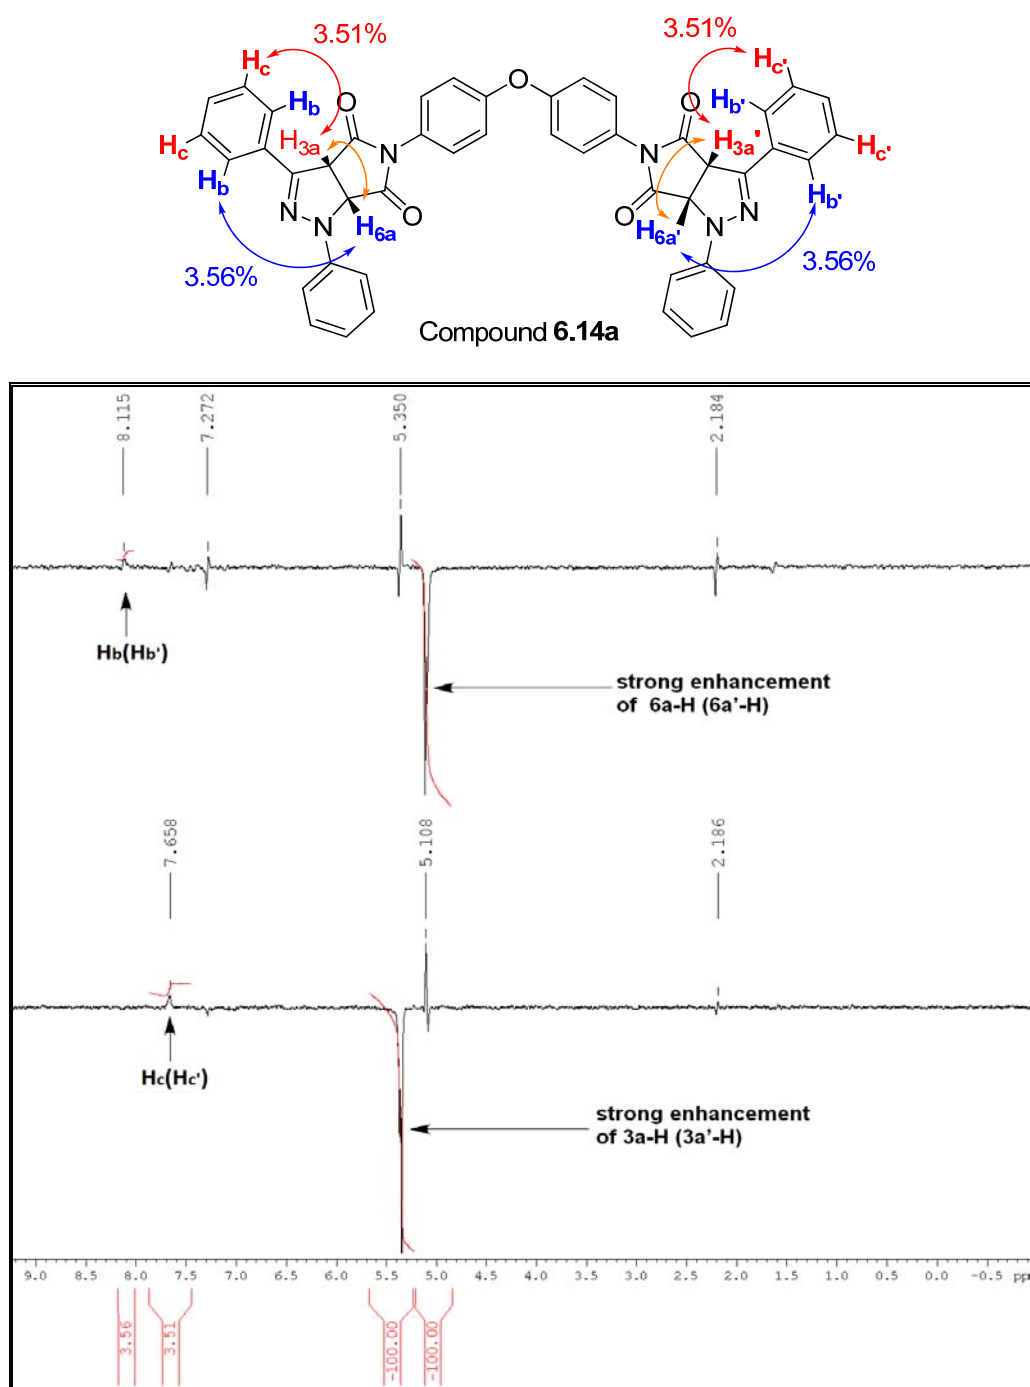 3.51%
3.51%
Hc
Hc'
Hb
O
O
O
Hb'
Hc
H3a
N
N
H3a'
Hc'
Hb
N
N
O
H6a
O
H6a'
N
N
Hb'
3.56%
3.56%
Compound 6.14a
8.115
7.272
5.350
2.184
Hb(Hb')
strong enhancement
of 6a-H (6a'-H)
7.658
5.108
2.186
Hc(Hc')
strong enhancement
of 3a-H (3a'-H)
9.0 8.5 8.0 7.5 7.0 6.5 6.0 5.5 5.0 4.5 4.0 3.5 3.0 2.5 2.0 1.5 1.0 0.5 0.0 -0.5 ppm
3.56
3.51
-100.00
-100.00